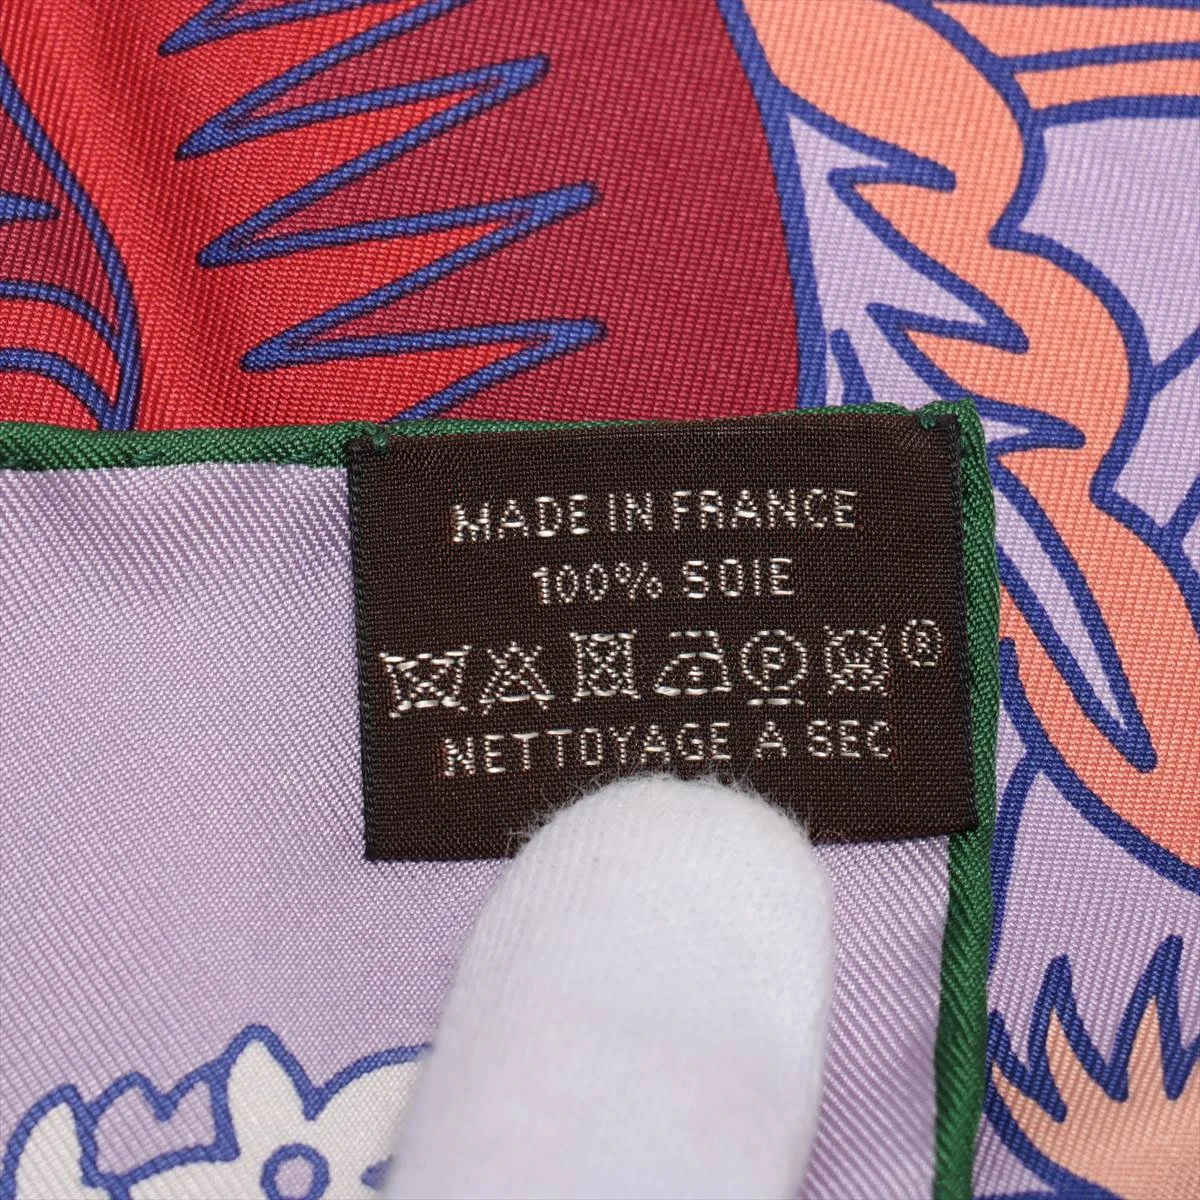 MADE IN FRANCE
100% SOIE
P ®
NETTOYAGE A SEC